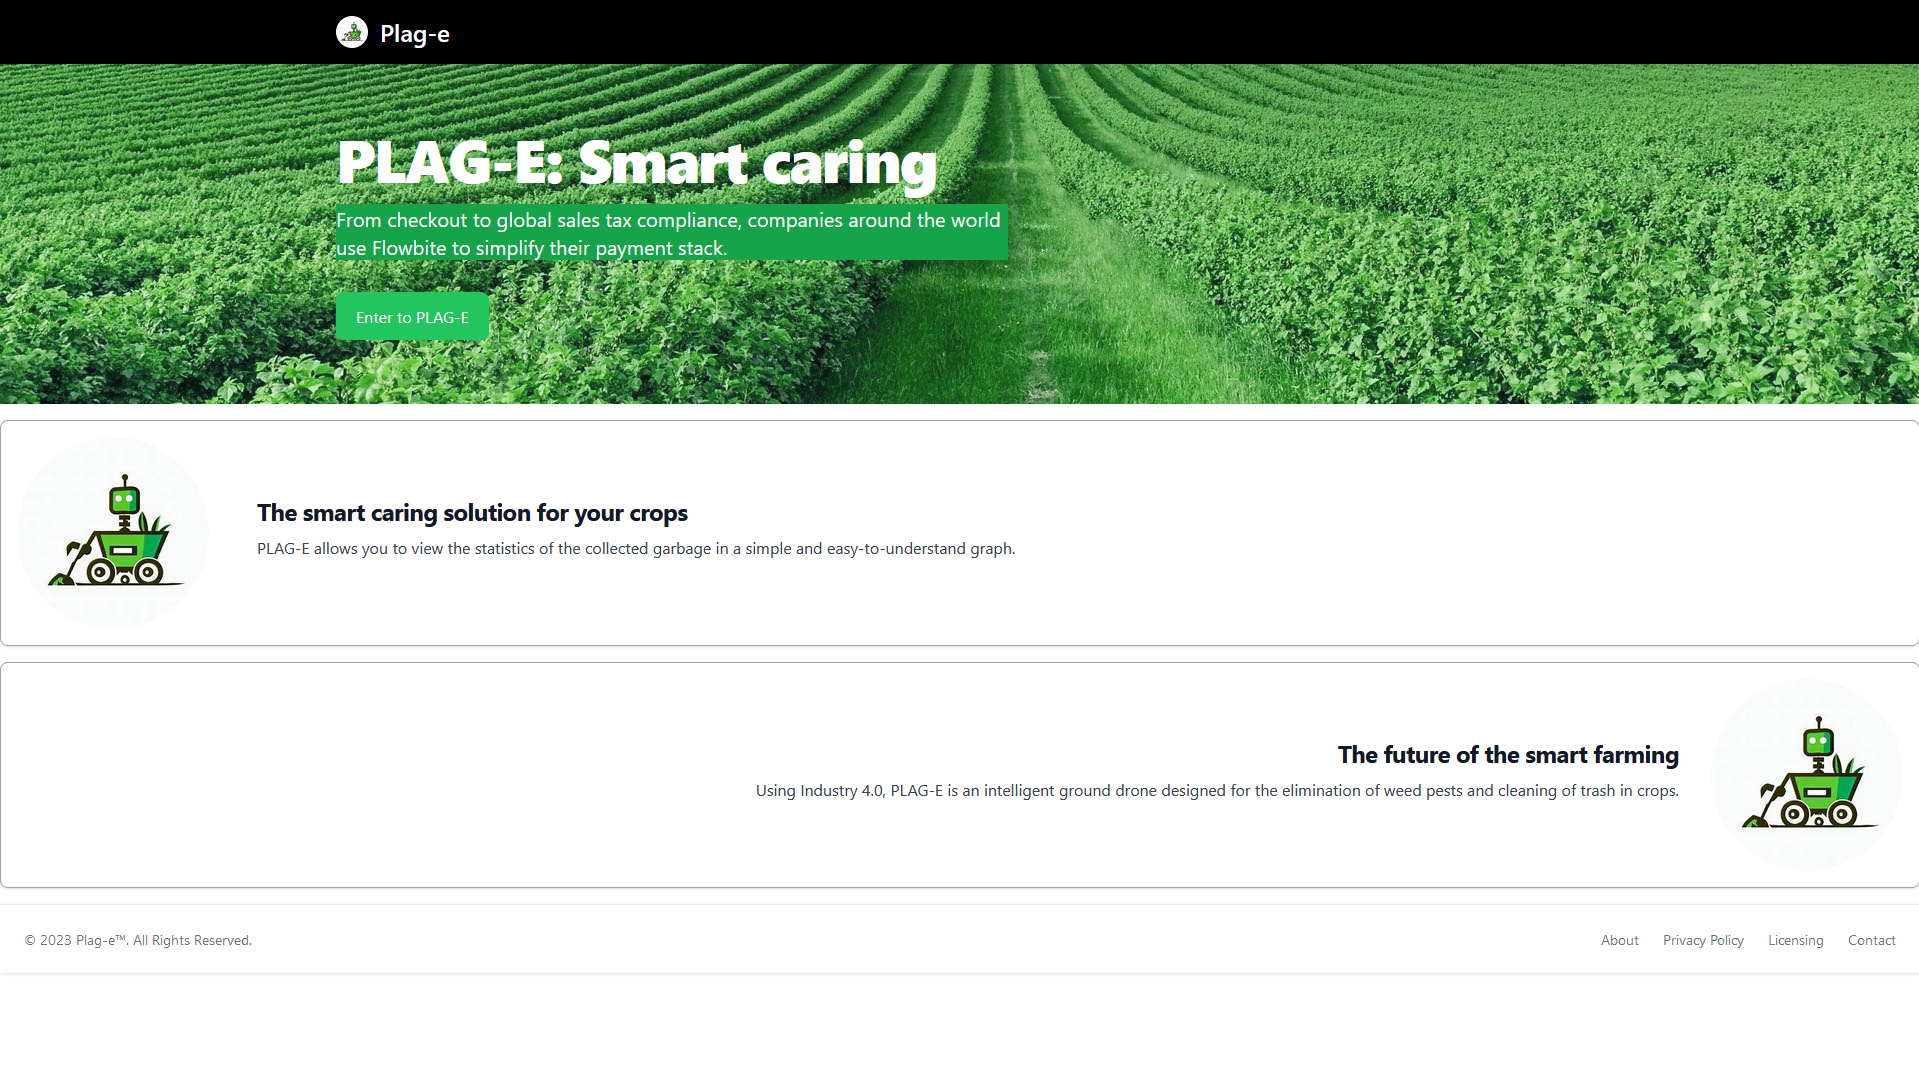 Plag-e
PLAG-E: Smart caring
From checkout to global sales tax compliance, companies around the world
use Flowbite to simplify their payment stack.
Enter to PLAG-E
The smart caring solution for your crops
PLAG-E allows you to view the statistics of the collected garbage in a simple and easy-to-understand graph.
The future of the smart farming
Using Industry 4.0, PLAG-E is an intelligent ground drone designed for the elimination of weed pests and cleaning of trash in crops.
© 2023 Plag-e™. All Rights Reserved.
About Privacy Policy Licensing Contact